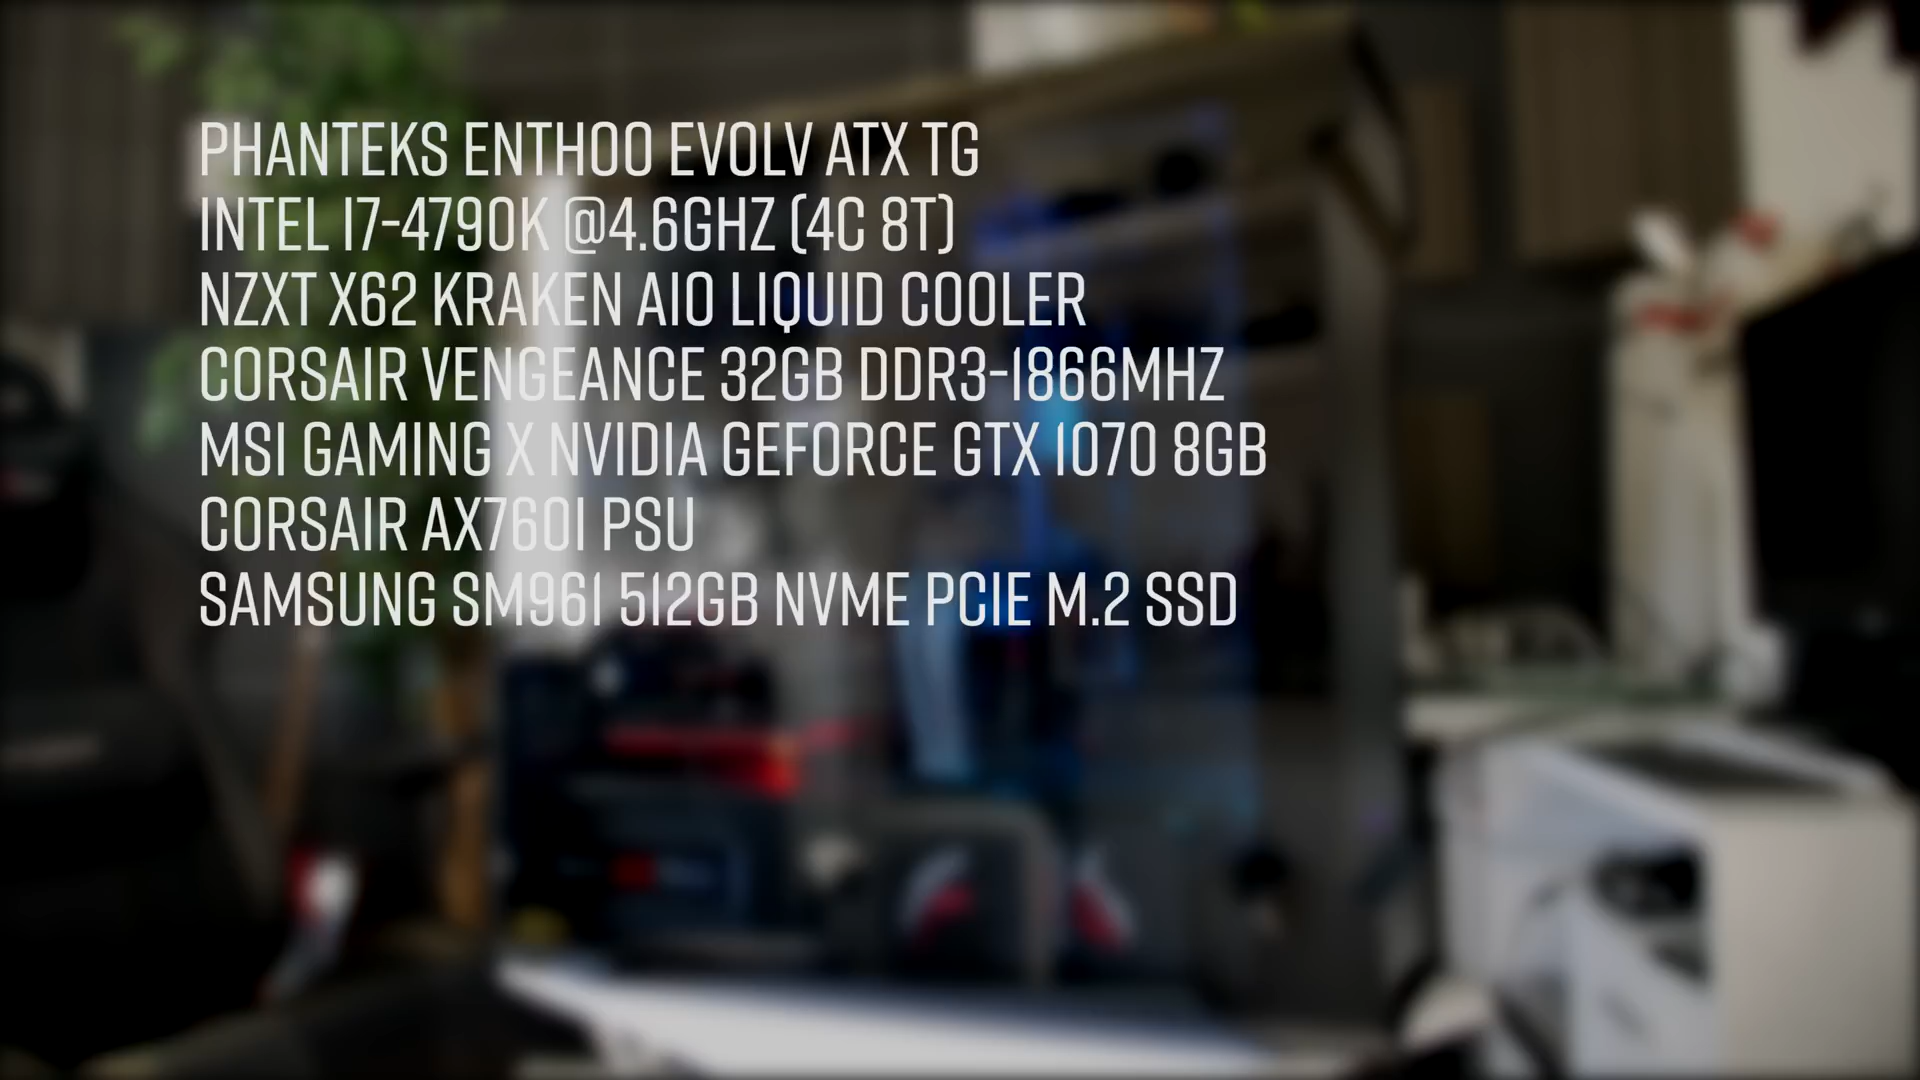 PHANTEKS ENTHOO EVOLV ATX TG
INTEL I7-4790K @4.6GHZ (4C 8T)
NZXT X62 KRAKEN AIO LIQUID COOLER
CORSAIR VENGEANCE 32GB DDR3-1866MHZ
MSI GAMING X NVIDIA GEFORCE GTX 1070 8GB
CORSAIR AX760I PSU
SAMSUNG SM961 512GB NVME PCIE M.2 SSD